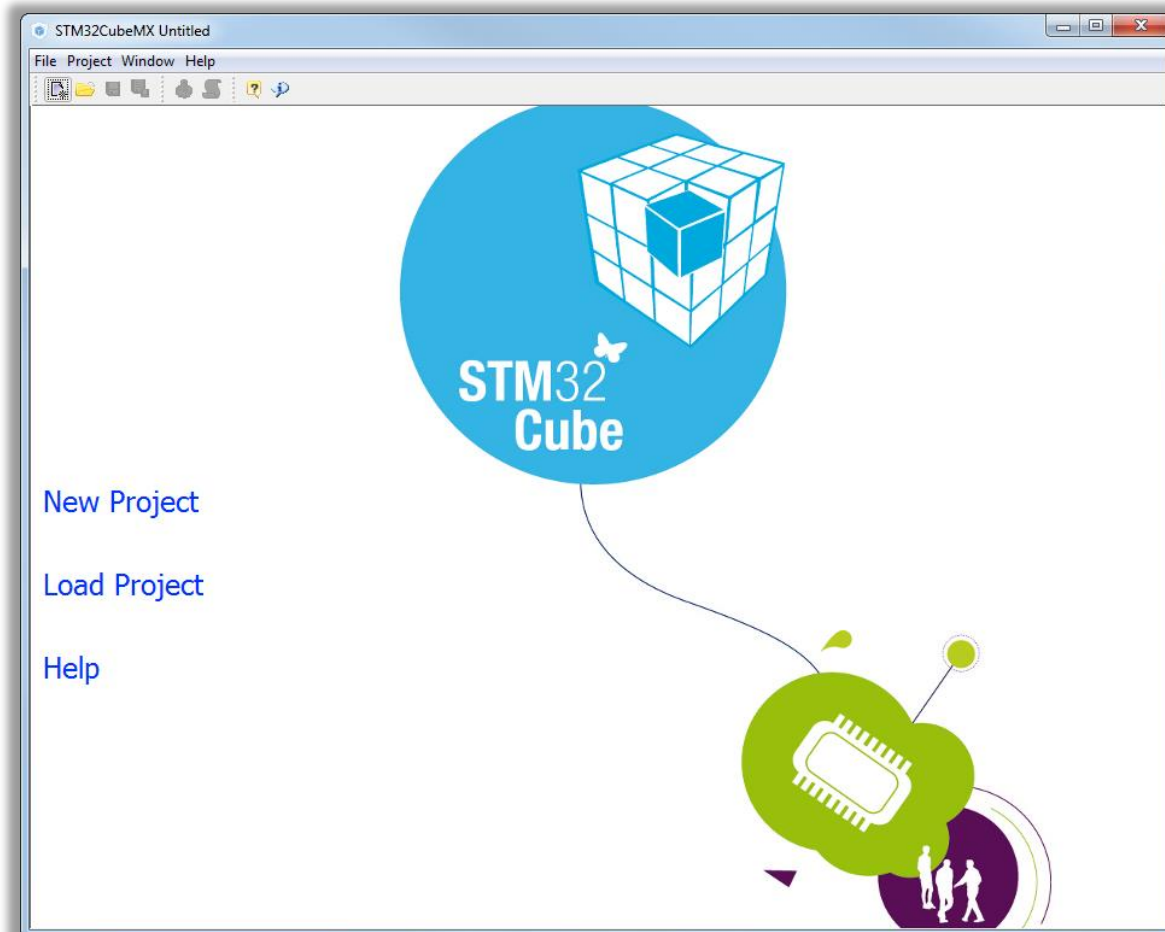 STM32CubeMX Untitled
File Project Window Help
STM32
Cube
New Project
Load Project
Help